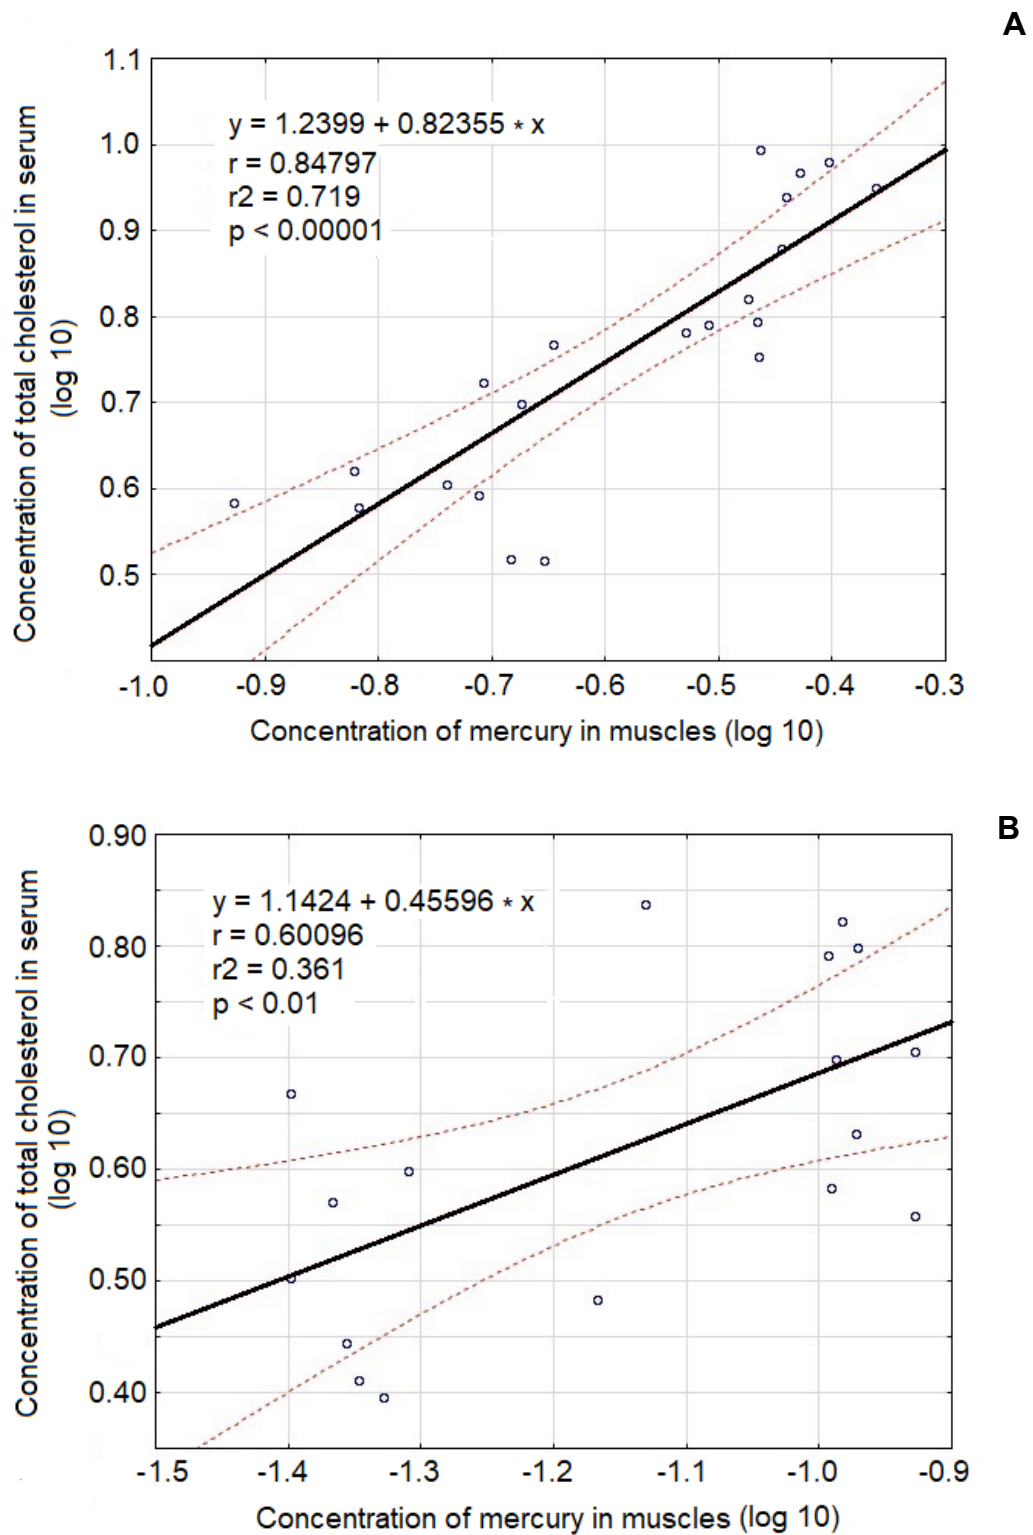 A
Concentration of total cholesterol in serum
(log 10)
1.1
1.0
0.9
0.8
0.7
0.6
0.5
y = 1.2399 + 0.82355 * x
r = 0.84797
r2 = 0.719
p < 0.00001
-1.0 -0.9 -0.8 -0.7 -0.6 -0.5 -0.4 -0.3
Concentration of mercury in muscles (log 10)
B
Concentration of total cholesterol in serum
(log 10)
0.90
0.80
0.70
0.60
0.50
0.40
y = 1.1424 + 0.45596 * x
r = 0.60096
r2 = 0.361
p < 0.01
-1.5 -1.4 -1.3 -1.2 -1.1 -1.0 -0.9
Concentration of mercury in muscles (log 10)